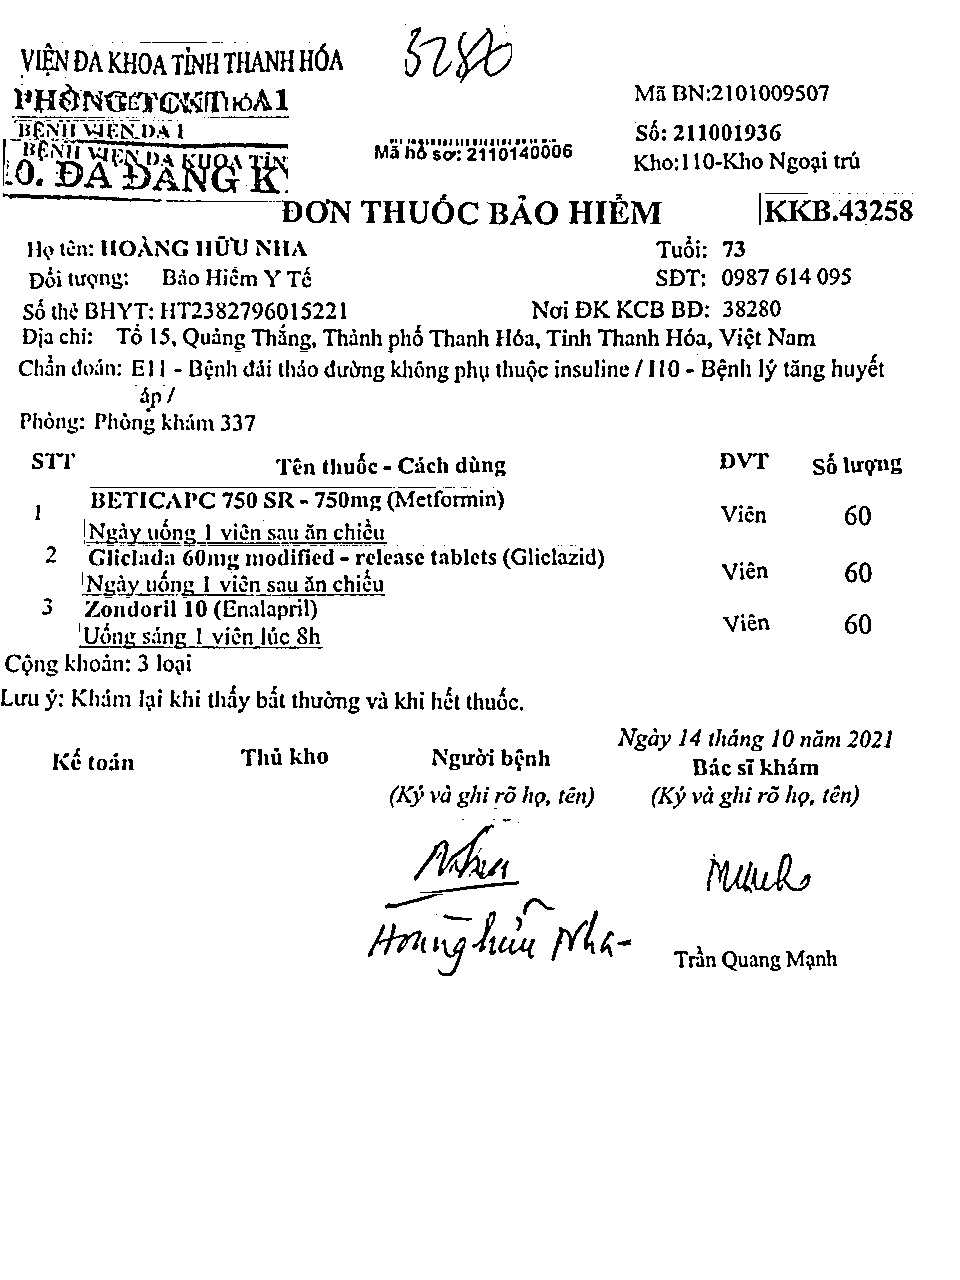 VIỆN ĐA KHOA TỈNH THANH HÓA
3280
Mã BN:2101009507
BỆNH VIỆN ĐA 1
Số: 211001936
BỆNH VIỆN ĐA KHOA TỈN
Mã hồ sơ: 2110140006
Kho:110-Kho Ngoại trú
ĐÃ ĐĂNG K
ĐƠN THUỐC BẢO HIỂM
KKB.43258
Họ tên: HOÀNG HỮU NHA
Tuổi: 73
Đối tượng: Bảo Hiểm Y Tế
SĐT: 0987 614 095
Số thẻ BHYT: HT2382796015221
Nơi ĐK KCB BĐ: 38280
Địa chỉ: Tổ 15, Quảng Thắng, Thành phố Thanh Hóa, Tỉnh Thanh Hóa, Việt Nam
Chẩn đoán: E11 - Bệnh đái tháo đường không phụ thuộc insuline / I10 - Bệnh lý tăng huyết
áp /
Phòng: Phòng khám 337
STT Tên thuốc - Cách dùng ĐVT Số lượng
1 BETICAPC 750 SR - 750mg (Metformin) Viên 60
Ngày uống 1 viên sau ăn chiều
2 Gliclada 60mg modified - release tablets (Gliclazid) Viên 60
Ngày uống 1 viên sau ăn chiều
3 Zondoril 10 (Enalapril) Viên 60
Uống sáng 1 viên lúc 8h
Cộng khoản: 3 loại
Lưu ý: Khám lại khi thấy bất thường và khi hết thuốc.
Ngày 14 tháng 10 năm 2021
Kế toán Thủ kho Người bệnh Bác sĩ khám
(Ký và ghi rõ họ, tên) (Ký và ghi rõ họ, tên)
Nha
Hoàng hữu Nha
Trần Quang Mạnh